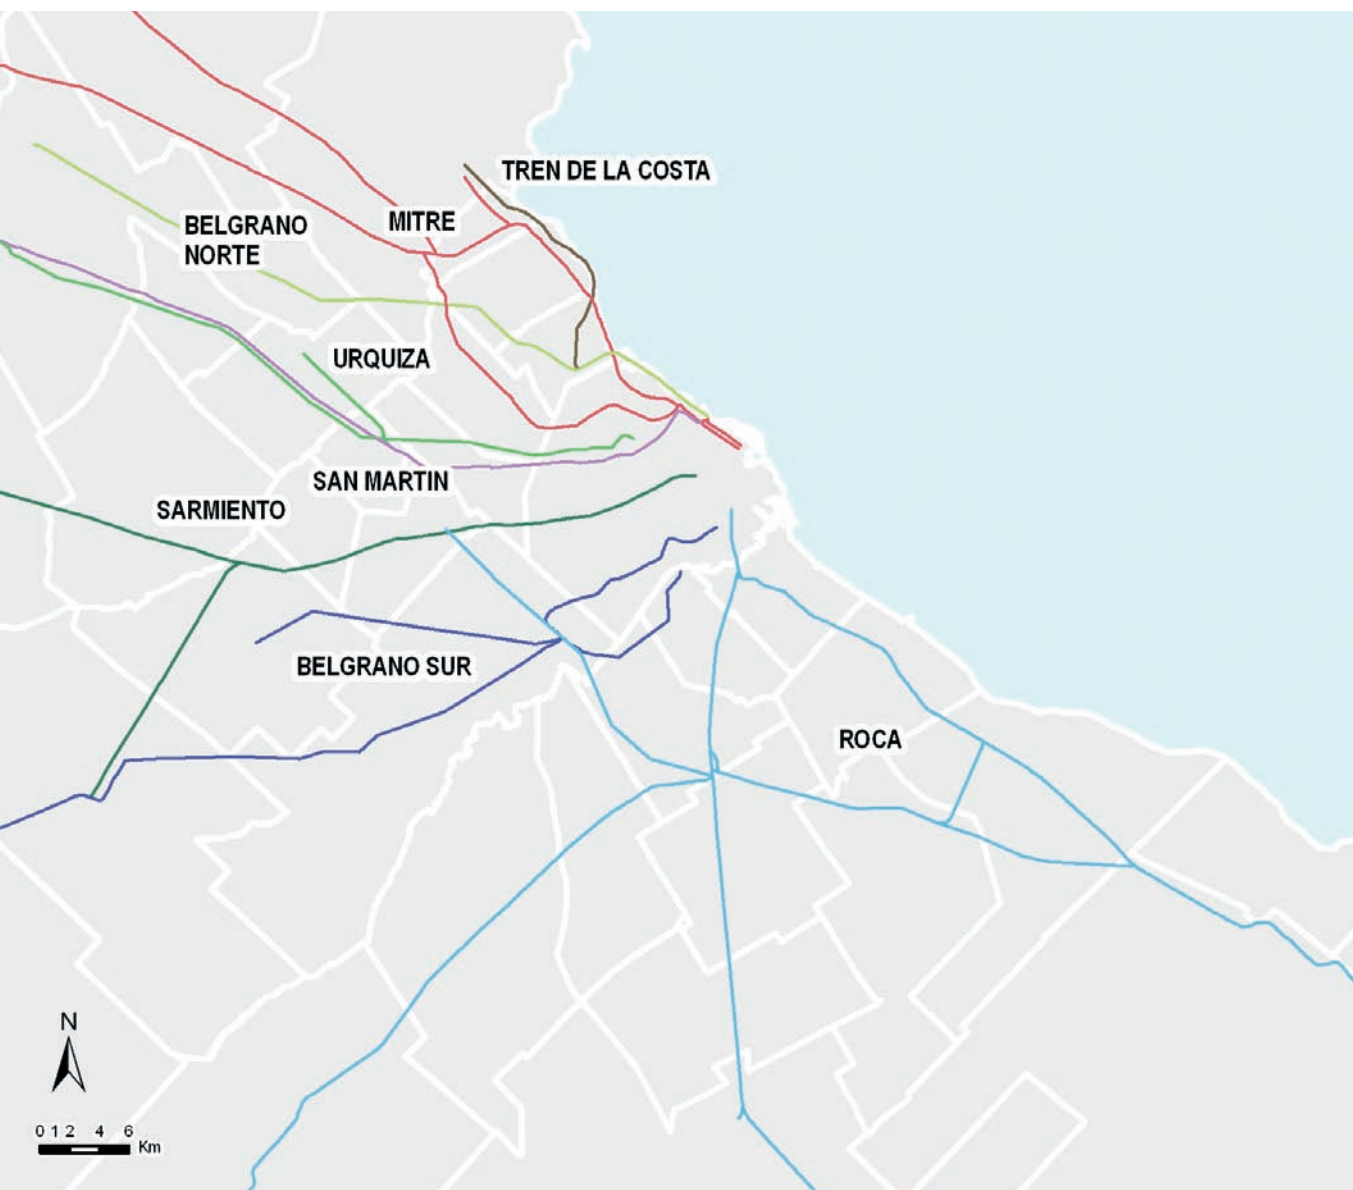 TREN DE LA COSTA
MITRE
BELGRANO
NORTE
URQUIZA
SAN MARTIN
SARMIENTO
BELGRANO SUR
ROCA
N
0 1 2 4 6
Km